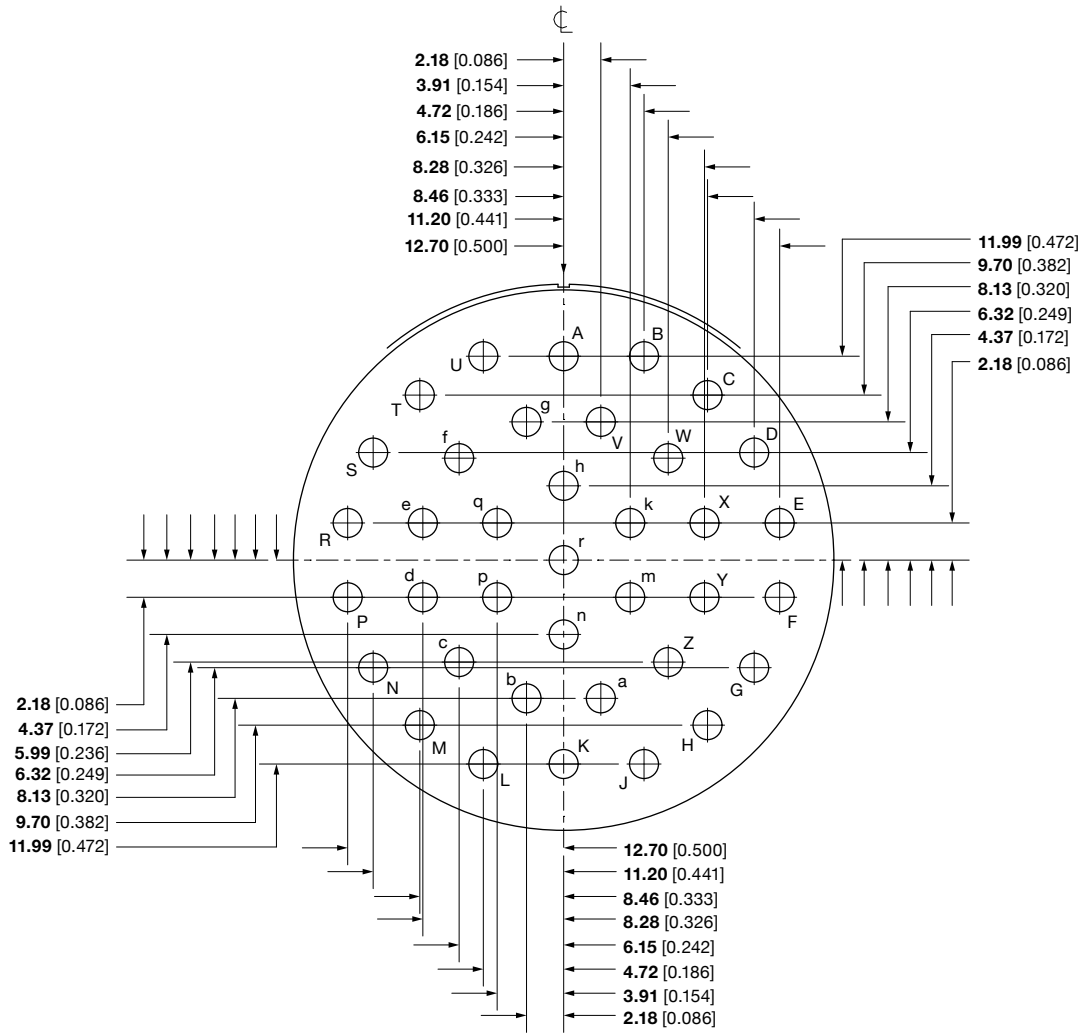 ℄
2.18 [0.086]
3.91 [0.154]
4.72 [0.186]
6.15 [0.242]
8.28 [0.326]
8.46 [0.333]
11.20 [0.441]
12.70 [0.500]
11.99 [0.472]
9.70 [0.382]
8.13 [0.320]
6.32 [0.249]
4.37 [0.172]
2.18 [0.086]
U A B
T C
g V
S f W D
h
R e q k X E
r
P d p m Y F
n
N c Z G
b a
M H
L K J
2.18 [0.086]
4.37 [0.172]
5.99 [0.236]
6.32 [0.249]
8.13 [0.320]
9.70 [0.382]
11.99 [0.472]
12.70 [0.500]
11.20 [0.441]
8.46 [0.333]
8.28 [0.326]
6.15 [0.242]
4.72 [0.186]
3.91 [0.154]
2.18 [0.086]